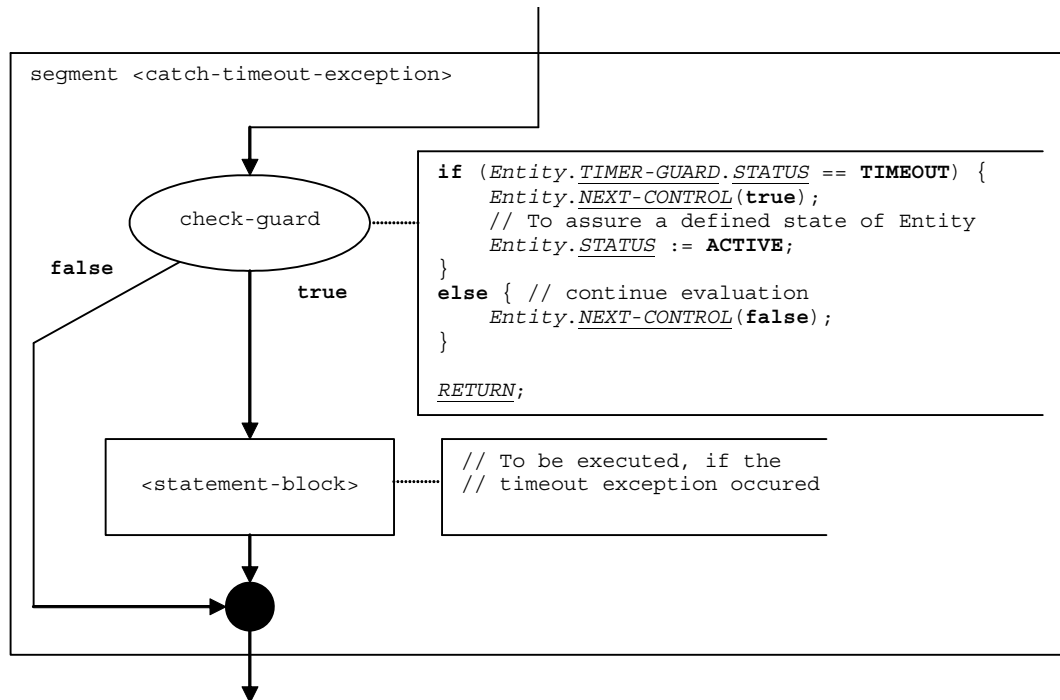 segment <catch-timeout-exception>
check-guard
if (Entity.TIMER-GUARD.STATUS == TIMEOUT) {
Entity.NEXT-CONTROL(true);
// To assure a defined state of Entity
Entity.STATUS := ACTIVE;
}
else { // continue evaluation
Entity.NEXT-CONTROL(false);
}
RETURN;
false
true
<statement-block>
// To be executed, if the
// timeout exception occured